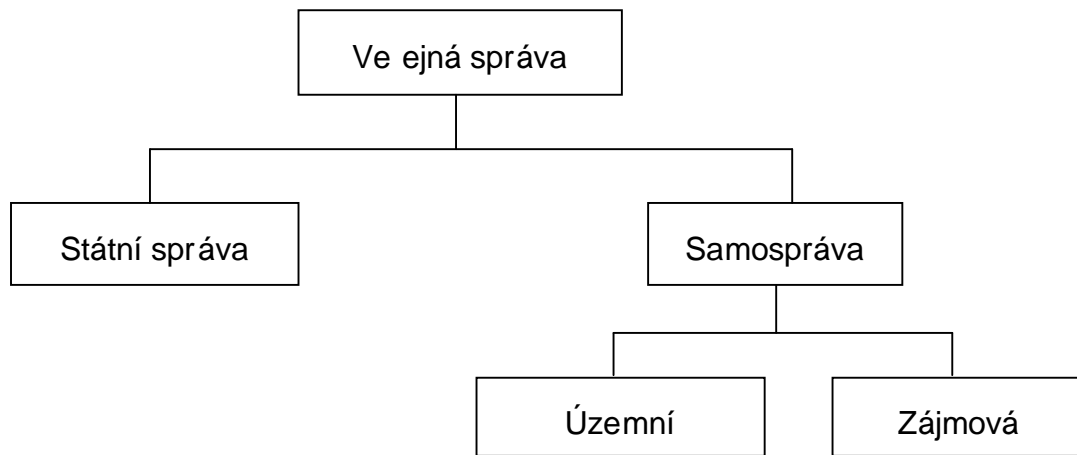 Ve ejná správa
Státní správa
Samospráva
Územní
Zájmová